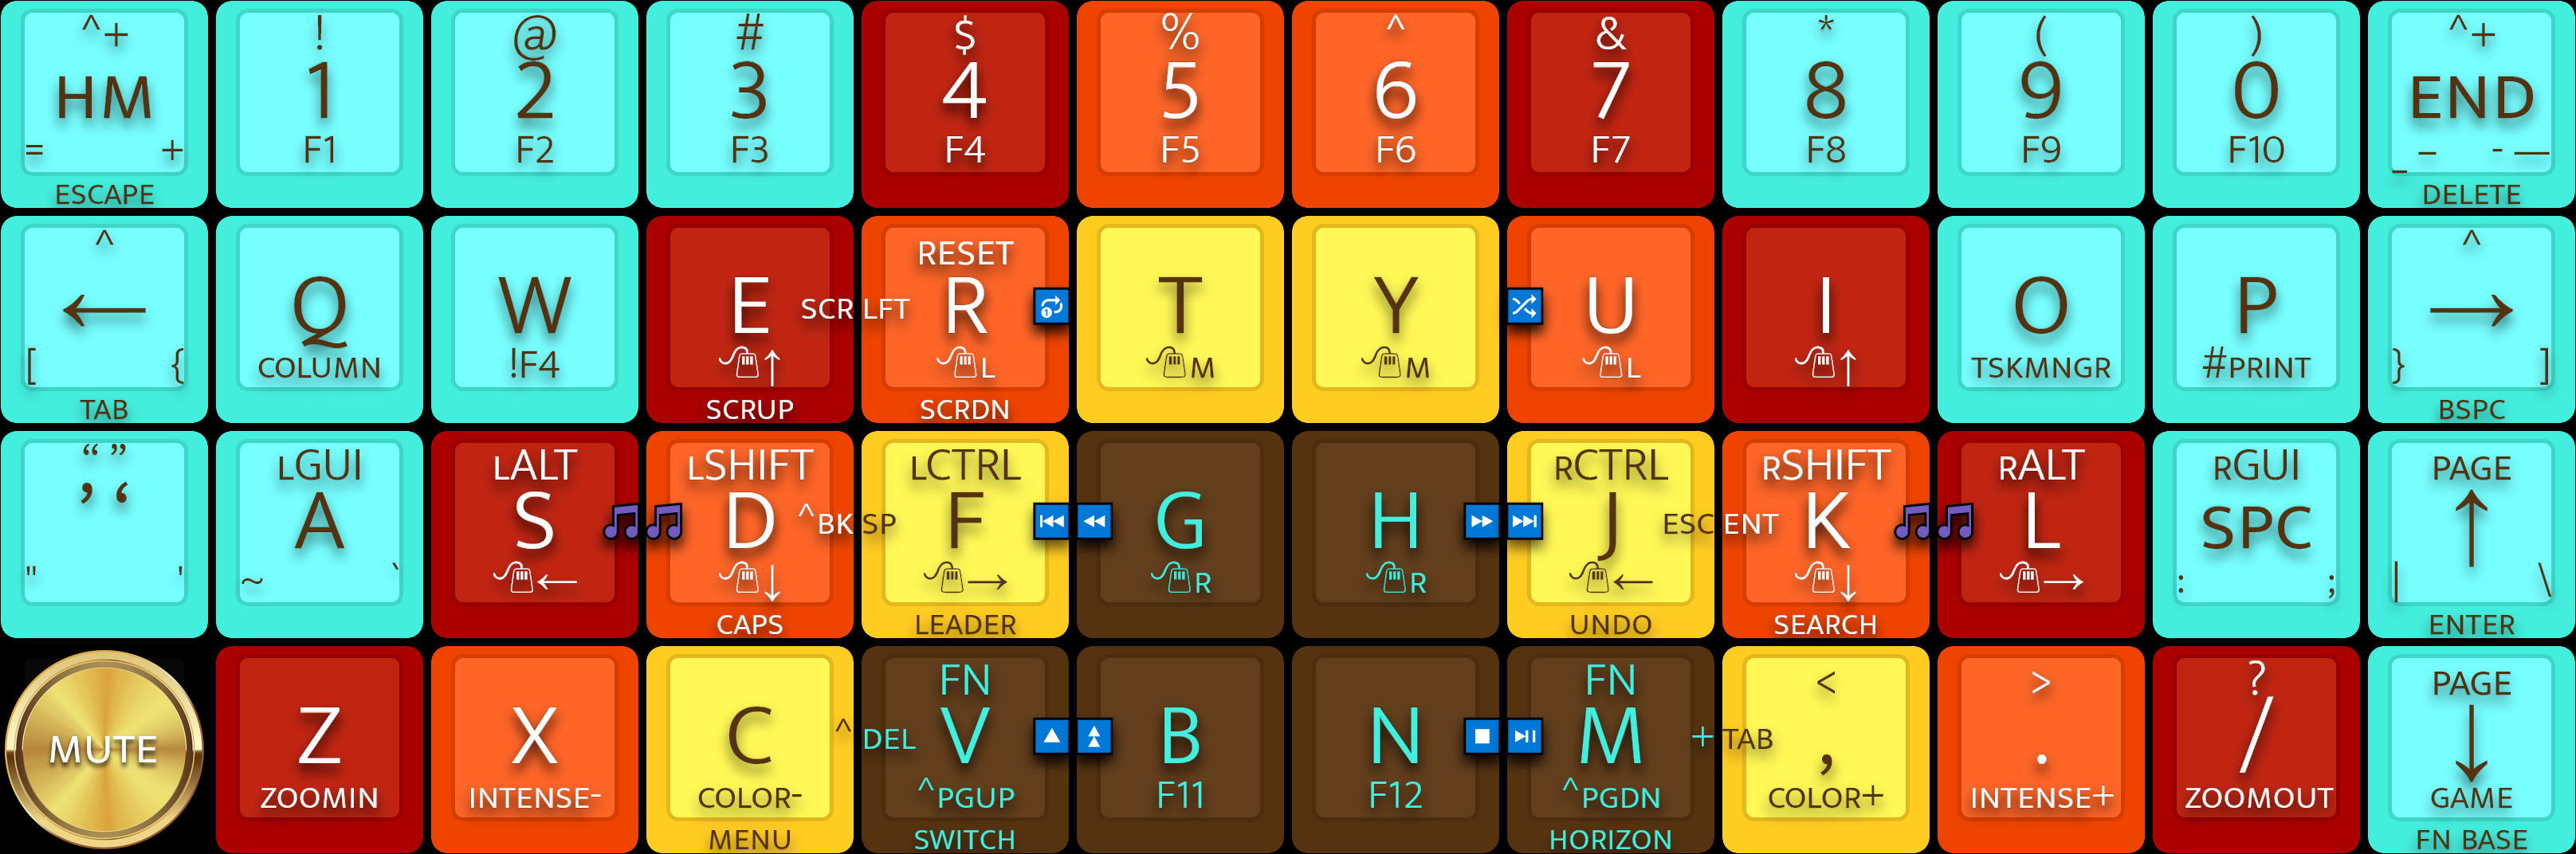 ^+ ! @ # $ % ^ & * ( ) ^+
HM 1 2 3 4 5 6 7 8 9 0 END
= + F1 F2 F3 F4 F5 F6 F7 F8 F9 F10 _ – - —
ESCAPE DELETE
^ RESET ^
← Q W E SCR LFT R T Y U I O P →
[ { COLUMN !F4 ↑ L M M L ↑ TSKMNGR #PRINT } ]
TAB SCRUP SCRDN BSPC
“ ” LGUI LALT LSHIFT LCTRL RCTRL RSHIFT RALT RGUI PAGE
’ ‘ A S D ^BK SP F G H J ESC ENT K L SPC ↑
" ' ~ ` ← ↓ → R R ← ↓ → : ; | \
CAPS LEADER UNDO SEARCH ENTER
FN FN < > ? PAGE
MUTE Z X C ^ DEL V B N M + TAB , . / ↓
ZOOMIN INTENSE- COLOR- ^PGUP F11 F12 ^PGDN COLOR+ INTENSE+ ZOOMOUT GAME
MENU SWITCH HORIZON FN BASE